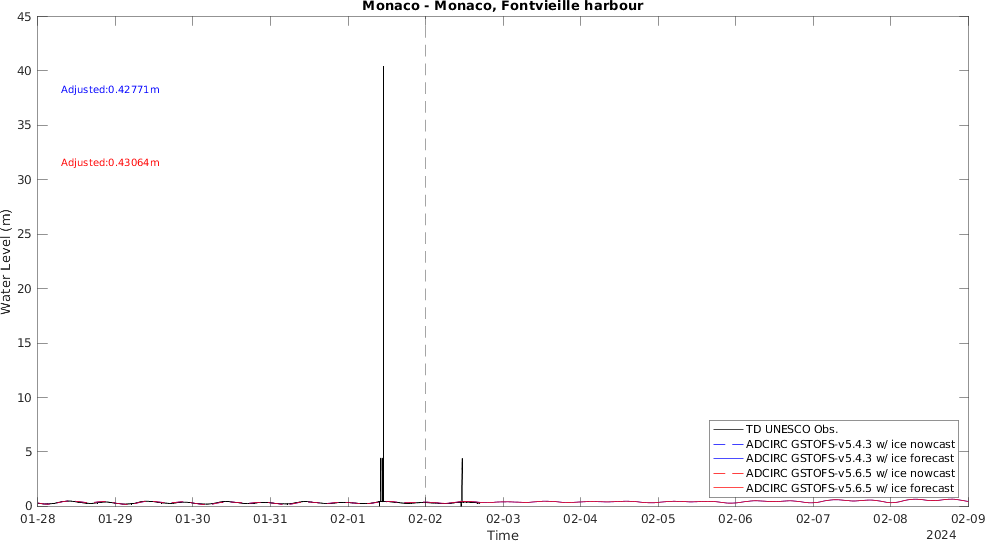 Monaco - Monaco, Fontvieille harbour
45
40
35
30
25
20
15
10
5
0
Water Level (m)
Adjusted:0.42771m
Adjusted:0.43064m
TD UNESCO Obs.
ADCIRC GSTOFS-v5.4.3 w/ ice nowcast
ADCIRC GSTOFS-v5.4.3 w/ ice forecast
ADCIRC GSTOFS-v5.6.5 w/ ice nowcast
ADCIRC GSTOFS-v5.6.5 w/ ice forecast
01-28 01-29 01-30 01-31 02-01 02-02 02-03 02-04 02-05 02-06 02-07 02-08 02-09
Time
2024